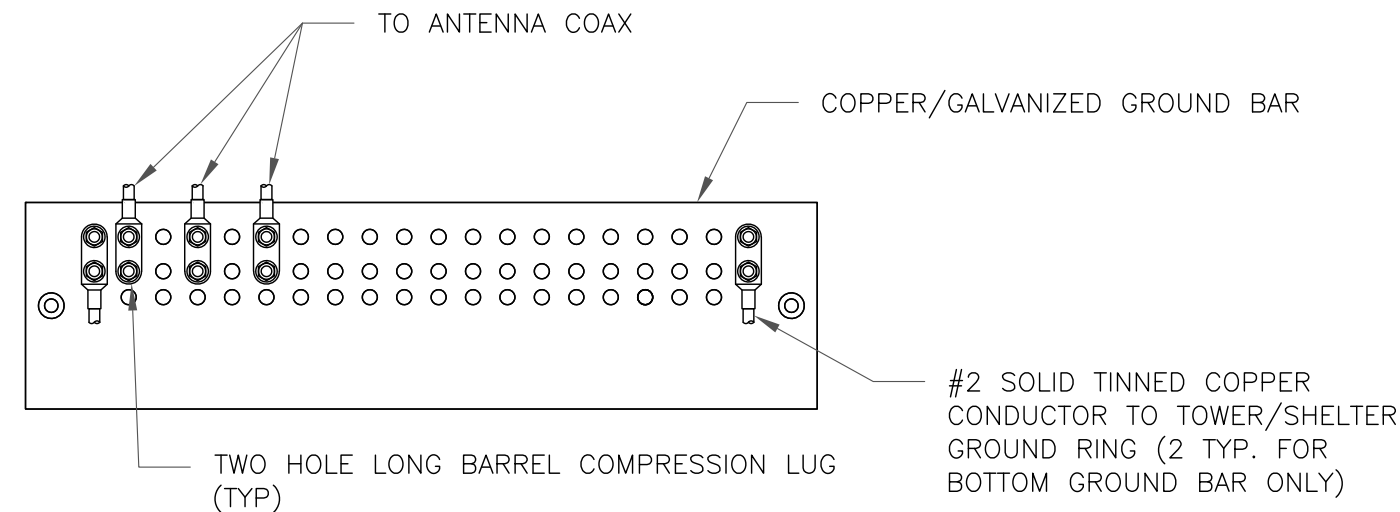 TO ANTENNA COAX
COPPER/GALVANIZED GROUND BAR
#2 SOLID TINNED COPPER
CONDUCTOR TO TOWER/SHELTER
GROUND RING (2 TYP. FOR
BOTTOM GROUND BAR ONLY)
TWO HOLE LONG BARREL COMPRESSION LUG
(TYP)